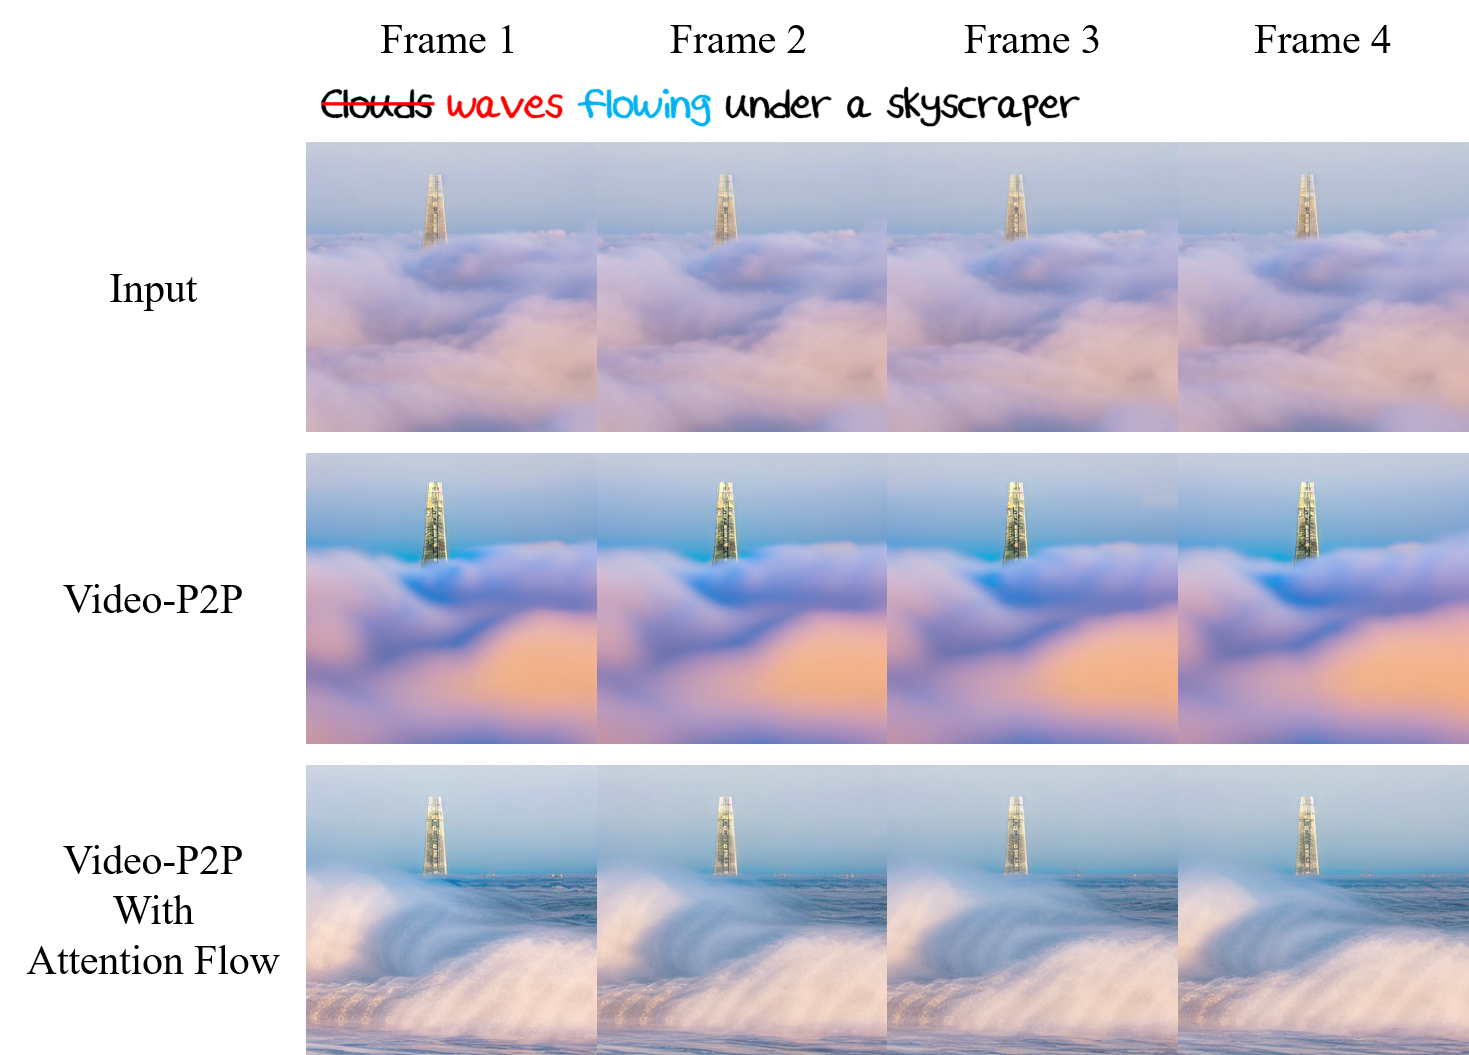 Frame 1 Frame 2 Frame 3 Frame 4
Clouds waves flowing under a skyscraper
Input
Video-P2P
Video-P2P
With
Attention Flow